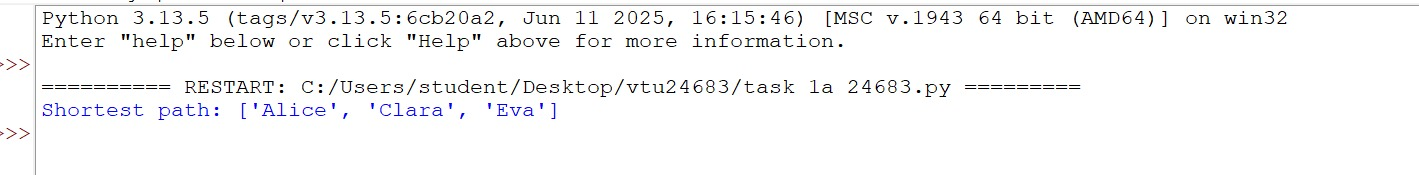 Python 3.13.5 (tags/v3.13.5:6cb20a2, Jun 11 2025, 16:15:46) [MSC v.1943 64 bit (AMD64)] on win32
Enter "help" below or click "Help" above for more information.
>>>
========= RESTART: C:/Users/student/Desktop/vtu24683/task 1a 24683.py =========
Shortest path: ['Alice', 'Clara', 'Eva']
>>>